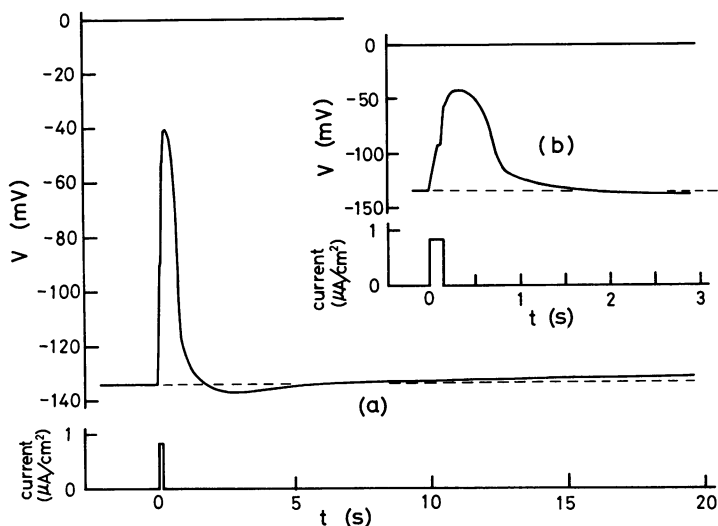 0
-20
-40
-60
-80
-100
-120
-140
V (mV)
(a)
1
0
current
(μA/cm²)
0
5
10
15
20
t (s)
0
-50
-100
-150
V (mV)
(b)
1
0
current
(μA/cm²)
0
1
2
3
t (s)